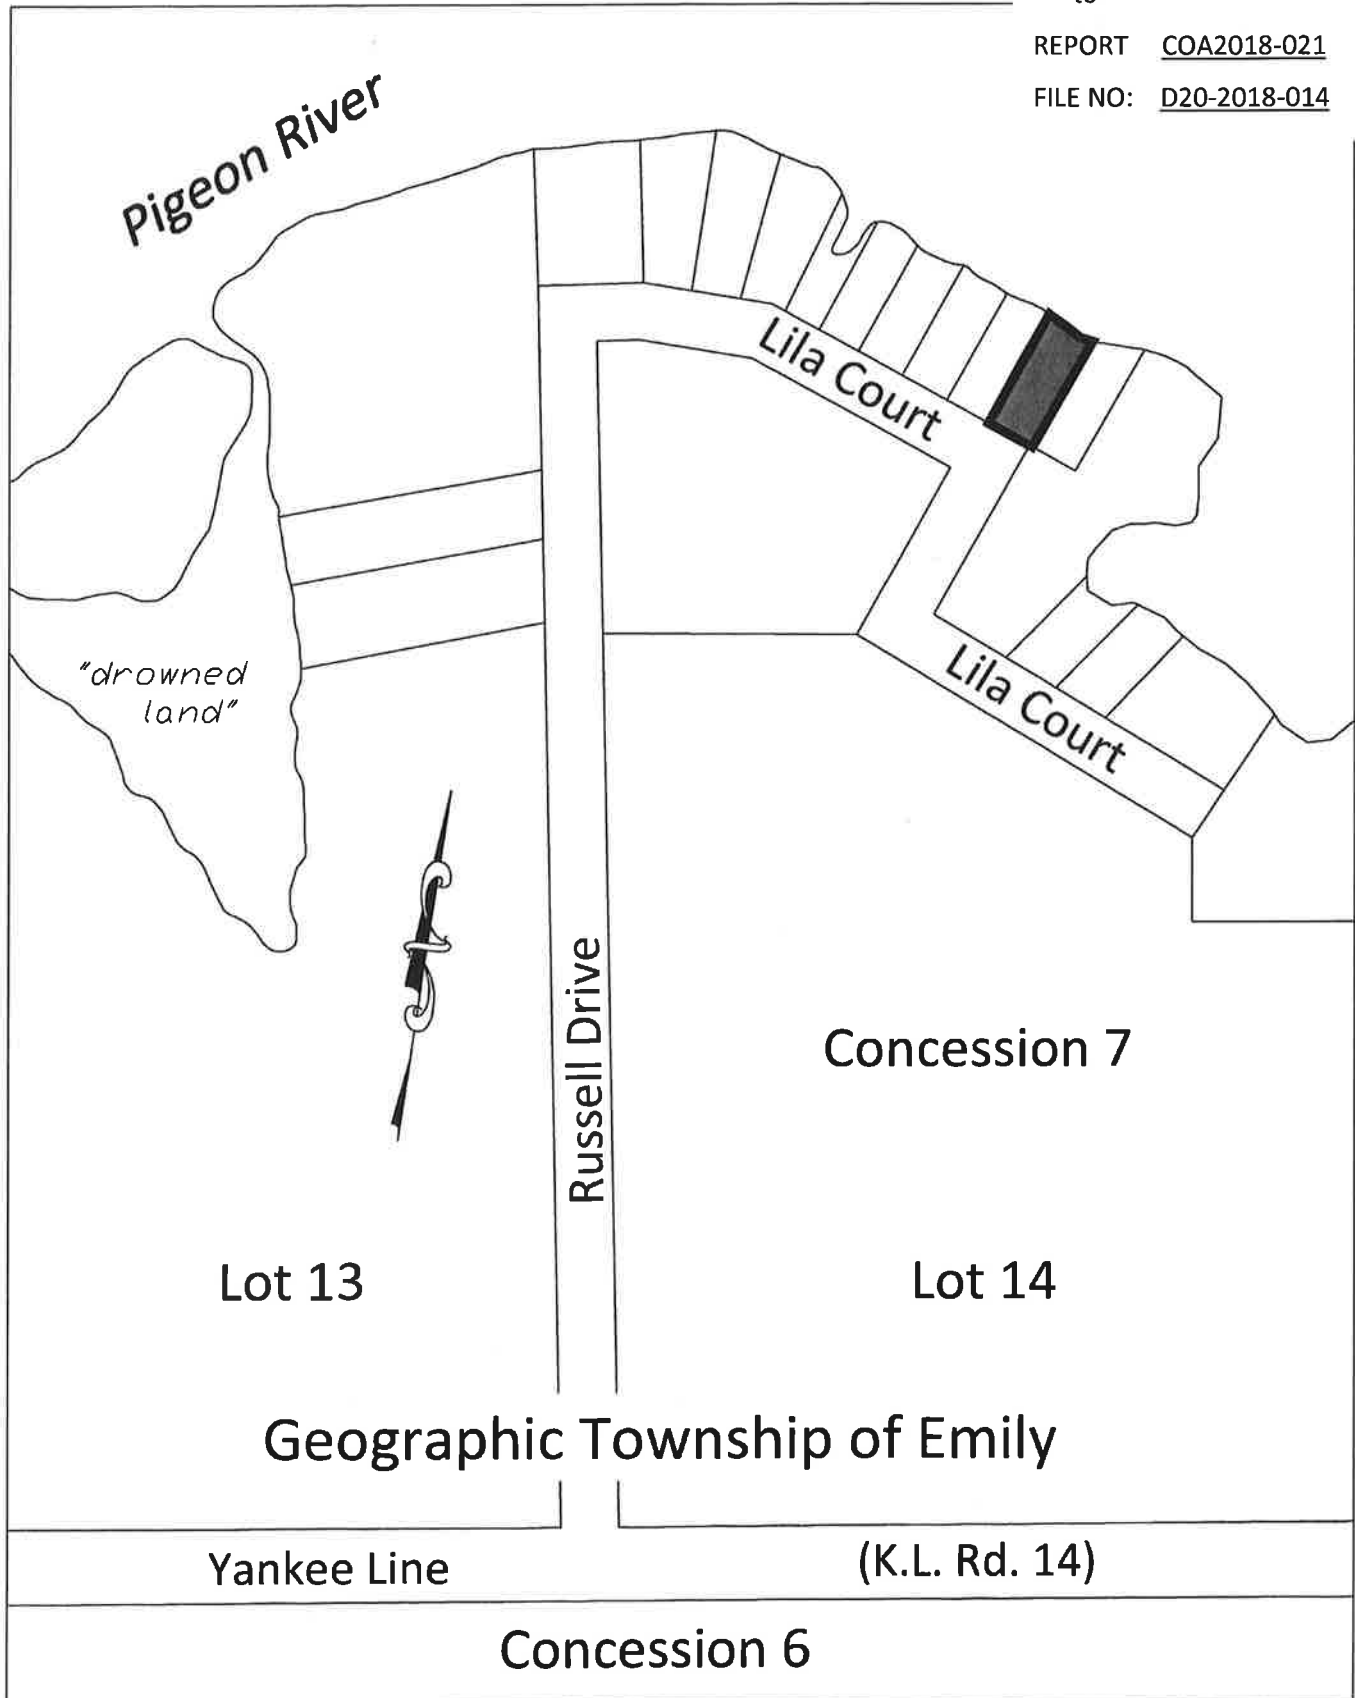 REPORT COA2018-021
FILE NO: D20-2018-014
Pigeon River
Lila Court
"drowned
land"
Lila Court
Russell Drive
Concession 7
Lot 13
Lot 14
Geographic Township of Emily
Yankee Line
(K.L. Rd. 14)
Concession 6